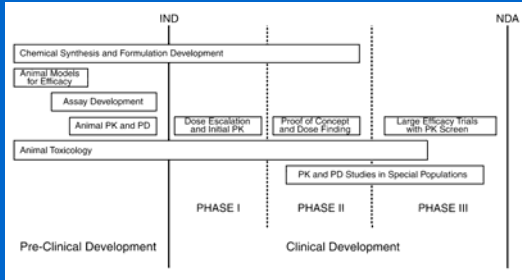 IND
NDA
Chemical Synthesis and Formulation Development
Animal Models
for Efficacy
Assay Development
Animal PK and PD
Dose Escalation
and Initial PK
Proof of Concept
and Dose Finding
Large Efficacy Trials
with PK Screen
Animal Toxicology
PK and PD Studies in Special Populations
PHASE I
PHASE II
PHASE III
Pre-Clinical Development
Clinical Development